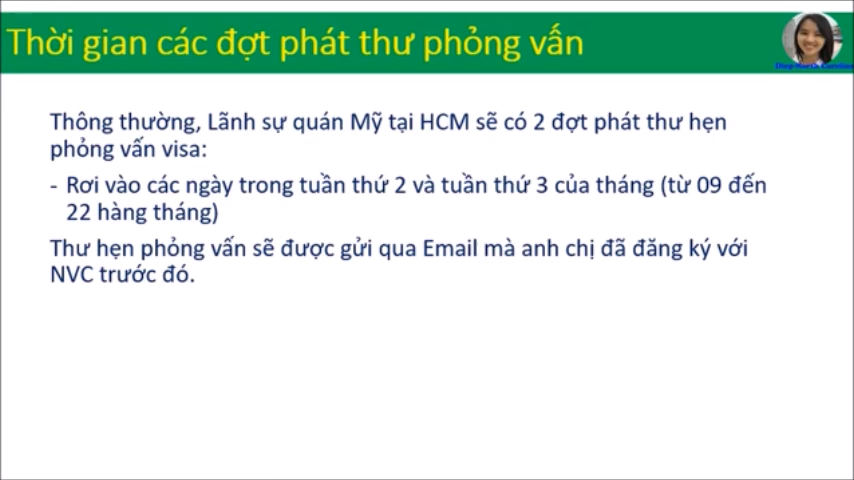 Thời gian các đợt phát thư phỏng vấn
Thông thường, Lãnh sự quán Mỹ tại HCM sẽ có 2 đợt phát thư hẹn
phỏng vấn visa:
- Rơi vào các ngày trong tuần thứ 2 và tuần thứ 3 của tháng (từ 09 đến
22 hàng tháng)
Thư hẹn phỏng vấn sẽ được gửi qua Email mà anh chị đã đăng ký với
NVC trước đó.